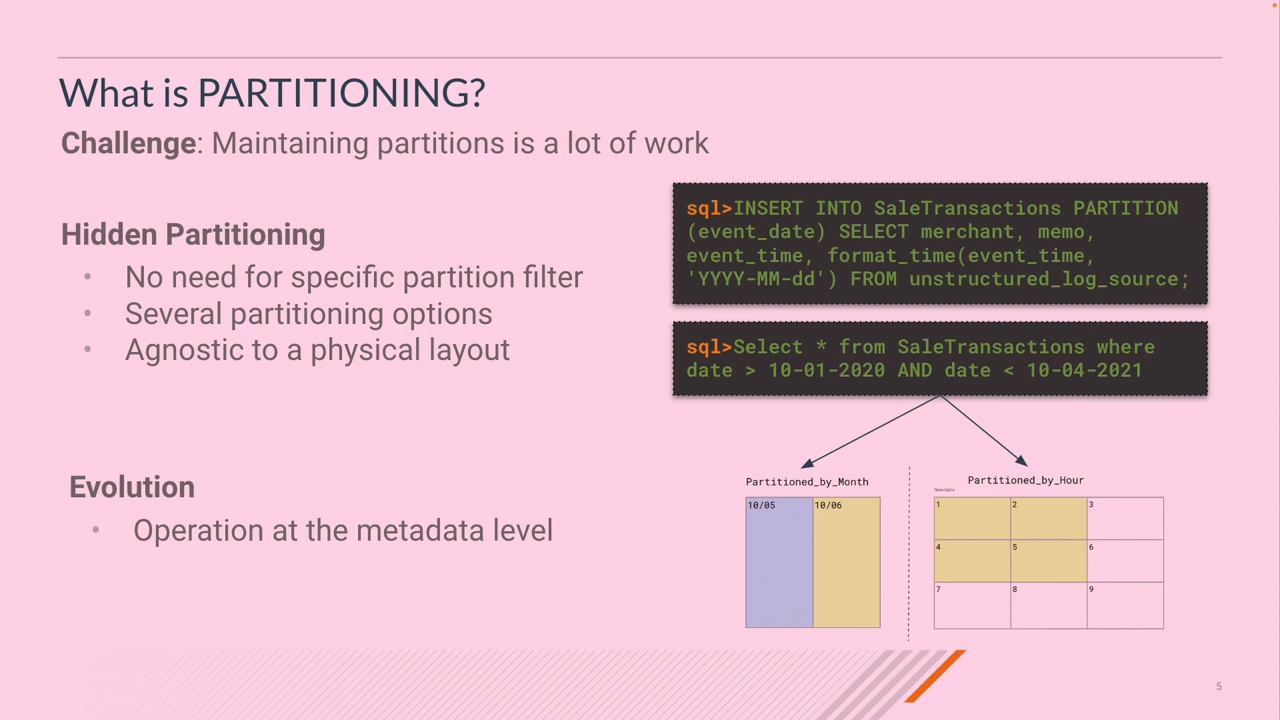 What is PARTITIONING?
Challenge: Maintaining partitions is a lot of work
Hidden Partitioning
• No need for specific partition filter
• Several partitioning options
• Agnostic to a physical layout
Evolution
• Operation at the metadata level
sql>INSERT INTO SaleTransactions PARTITION
(event_date) SELECT merchant, memo,
event_time, format_time(event_time,
'YYYY-MM-dd') FROM unstructured_log_source;
sql>Select * from SaleTransactions where
date > 10-01-2020 AND date < 10-04-2021
Partitioned_by_Month
10/05 10/06
Partitioned_by_Hour
1 2 3
4 5 6
7 8 9
5